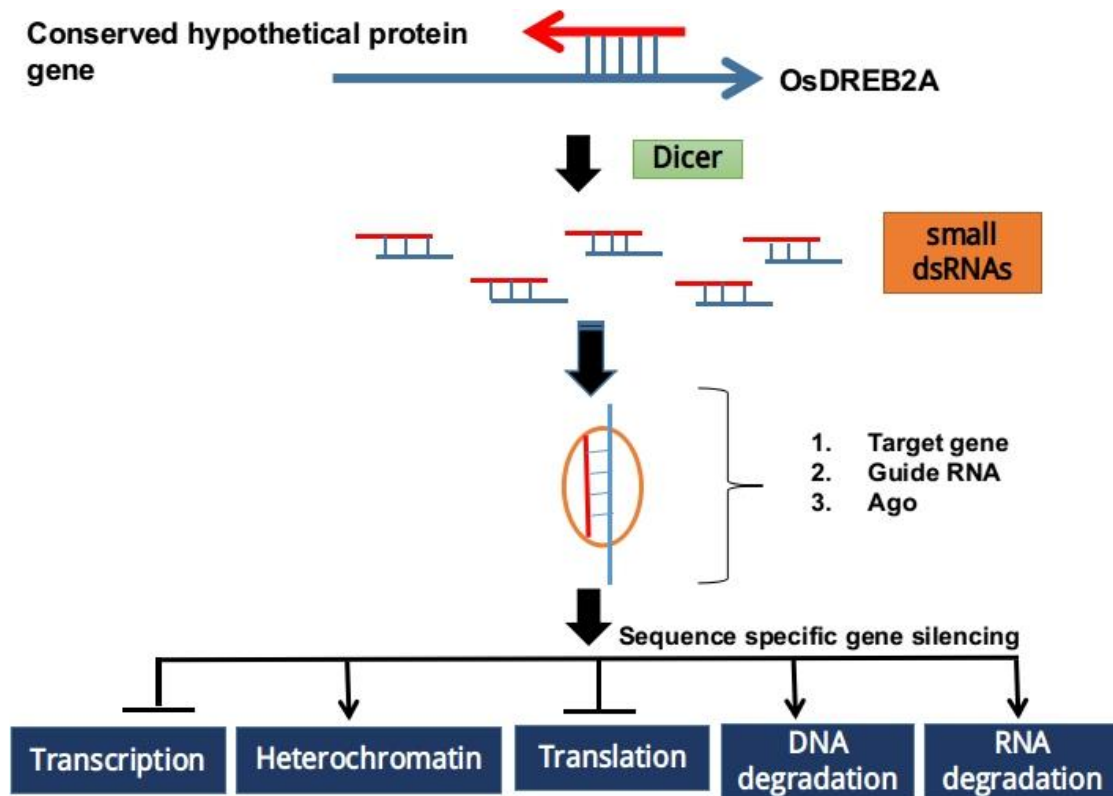 Conserved hypothetical protein
gene
OsDREB2A
Dicer
small
dsRNAs
1. Target gene
2. Guide RNA
3. Ago
Sequence specific gene silencing
Transcription
Heterochromatin
Translation
DNA
degradation
RNA
degradation